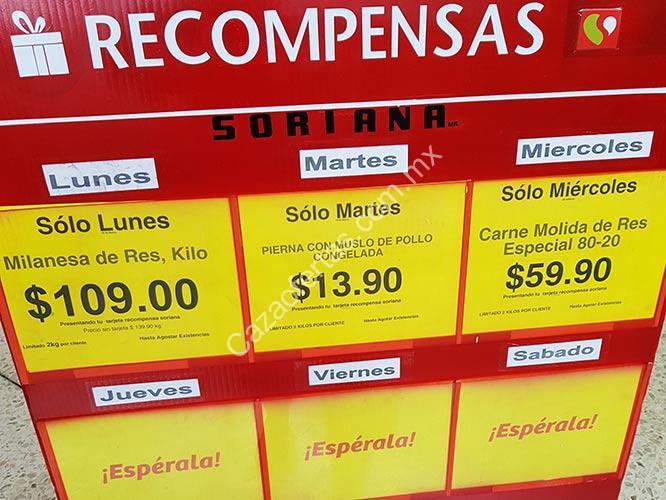 RECOMPENSAS
SORIANA MR
Lunes
Sólo Lunes
Milanesa de Res, Kilo
$109.00
Presentando tu tarjeta recompensa soriana
Precio sin tarjeta $ 139.90 kg
Limitado 2kg por cliente
Hasta Agotar Existencias
Martes
Sólo Martes
PIERNA CON MUSLO DE POLLO
CONGELADA
$13.90
Presentando tu tarjeta recompensa soriana
LIMITADO 2 KILOS POR CLIENTE
Hasta Agotar Existencias
Miercoles
Sólo Miércoles
Carne Molida de Res
Especial 80-20
$59.90
Presentando tu tarjeta recompensa soriana
LIMITADO 2 KILOS POR CLIENTE
Hasta Agotar Existencias
Jueves
¡Espérala!
Viernes
¡Espérala!
Sabado
¡Espérala!
Cazaofertas.com.mx